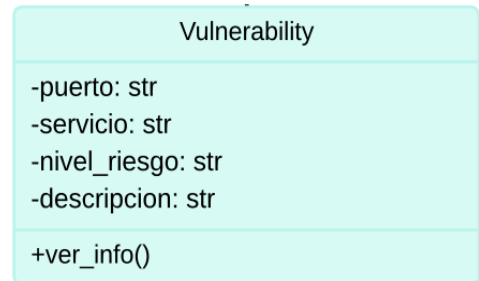 Vulnerability
-puerto: str
-servicio: str
-nivel_riesgo: str
-descripcion: str
+ver_info()